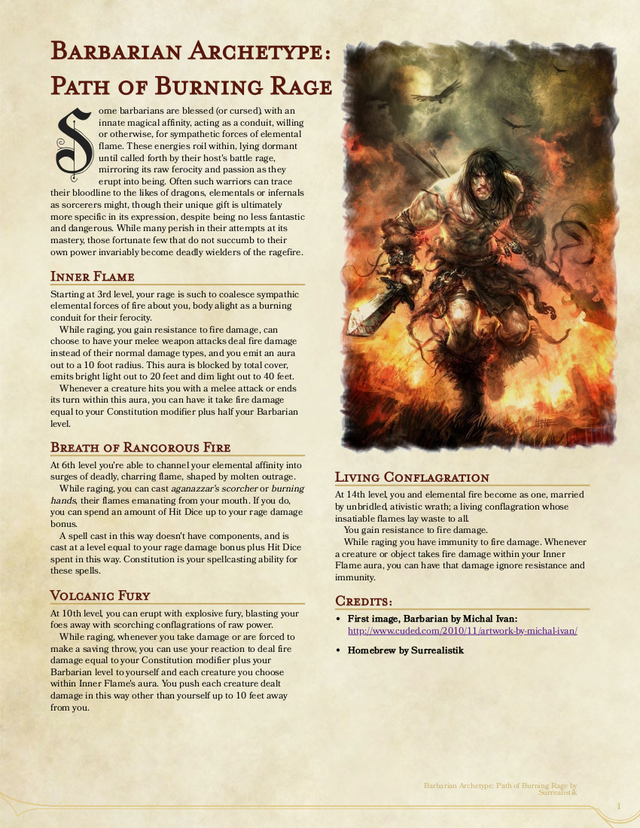 Barbarian Archetype:
Path of Burning Rage
Some barbarians are blessed (or cursed), with an
innate magical affinity, acting as a conduit, willing
or otherwise, for sympathetic forces of elemental
flame. These energies roil within, lying dormant
until called forth by their host's battle rage,
mirroring its raw ferocity and passion as they
erupt into being. Often such warriors can trace
their bloodline to the likes of dragons, elementals or infernals
as sorcerers might, though their unique gift is ultimately
more specific in its expression, despite being no less fantastic
and dangerous. While many perish in their attempts at its
mastery, those fortunate few that do not succumb to their
own power invariably become deadly wielders of the ragefire.
Inner Flame
Starting at 3rd level, your rage is such to coalesce sympathic
elemental forces of fire about you, body alight as a burning
conduit for their ferocity.
While raging, you gain resistance to fire damage, can
choose to have your melee weapon attacks deal fire damage
instead of their normal damage types, and you emit an aura
out to a 10 foot radius. This aura is blocked by total cover,
emits bright light out to 20 feet and dim light out to 40 feet.
Whenever a creature hits you with a melee attack or ends
its turn within this aura, you can have it take fire damage
equal to your Constitution modifier plus half your Barbarian
level.
Breath of Rancorous Fire
At 6th level you're able to channel your elemental affinity into
surges of deadly, charring flame, shaped by molten outrage.
While raging, you can cast aganazzar's scorcher or burning
hands, their flames emanating from your mouth. If you do,
you can spend an amount of Hit Dice up to your rage damage
bonus.
A spell cast in this way doesn't have components, and is
cast at a level equal to your rage damage bonus plus Hit Dice
spent in this way. Constitution is your spellcasting ability for
these spells.
Volcanic Fury
At 10th level, you can erupt with explosive fury, blasting your
foes away with scorching conflagrations of raw power.
While raging, whenever you take damage or are forced to
make a saving throw, you can use your reaction to deal fire
damage equal to your Constitution modifier plus your
Barbarian level to yourself and each creature you choose
within Inner Flame's aura. You push each creature dealt
damage in this way other than yourself up to 10 feet away
from you.
Living Conflagration
At 14th level, you and elemental fire become as one, married
by unbridled, atavistic wrath; a living conflagration whose
insatiable flames lay waste to all.
You gain resistance to fire damage.
While raging you have immunity to fire damage. Whenever
a creature or object takes fire damage within your Inner
Flame aura, you can have that damage ignore resistance and
immunity.
Credits:
• First image, Barbarian by Michal Ivan:
http://www.cuded.com/2010/11/artwork-by-michal-ivan/
• Homebrew by Surrealistik
Barbarian Archetype: Path of Burning Rage by
Surrealistik
1